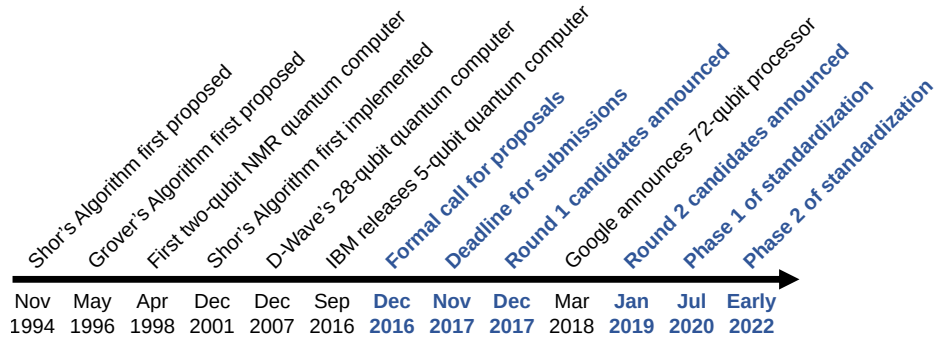 Shor's Algorithm first proposed
Grover's Algorithm first proposed
First two-qubit NMR quantum computer
Shor's Algorithm first implemented
D-Wave's 28-qubit quantum computer
IBM releases 5-qubit quantum computer
Formal call for proposals
Deadline for submissions
Round 1 candidates announced
Google announces 72-qubit processor
Round 2 candidates announced
Phase 1 of standardization
Phase 2 of standardization
Nov May Apr Dec Dec Sep Dec Nov Dec Mar Jan Jul Early
1994 1996 1998 2001 2007 2016 2016 2017 2017 2018 2019 2020 2022